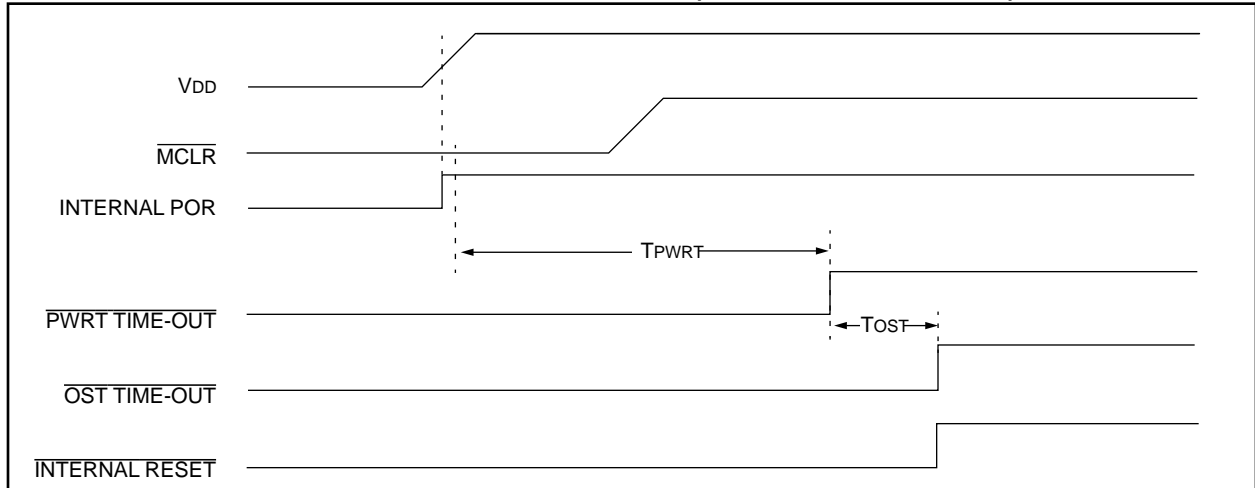 VDD
MCLR
INTERNAL POR
TPWRT
PWRT TIME-OUT
TOST
OST TIME-OUT
INTERNAL RESET